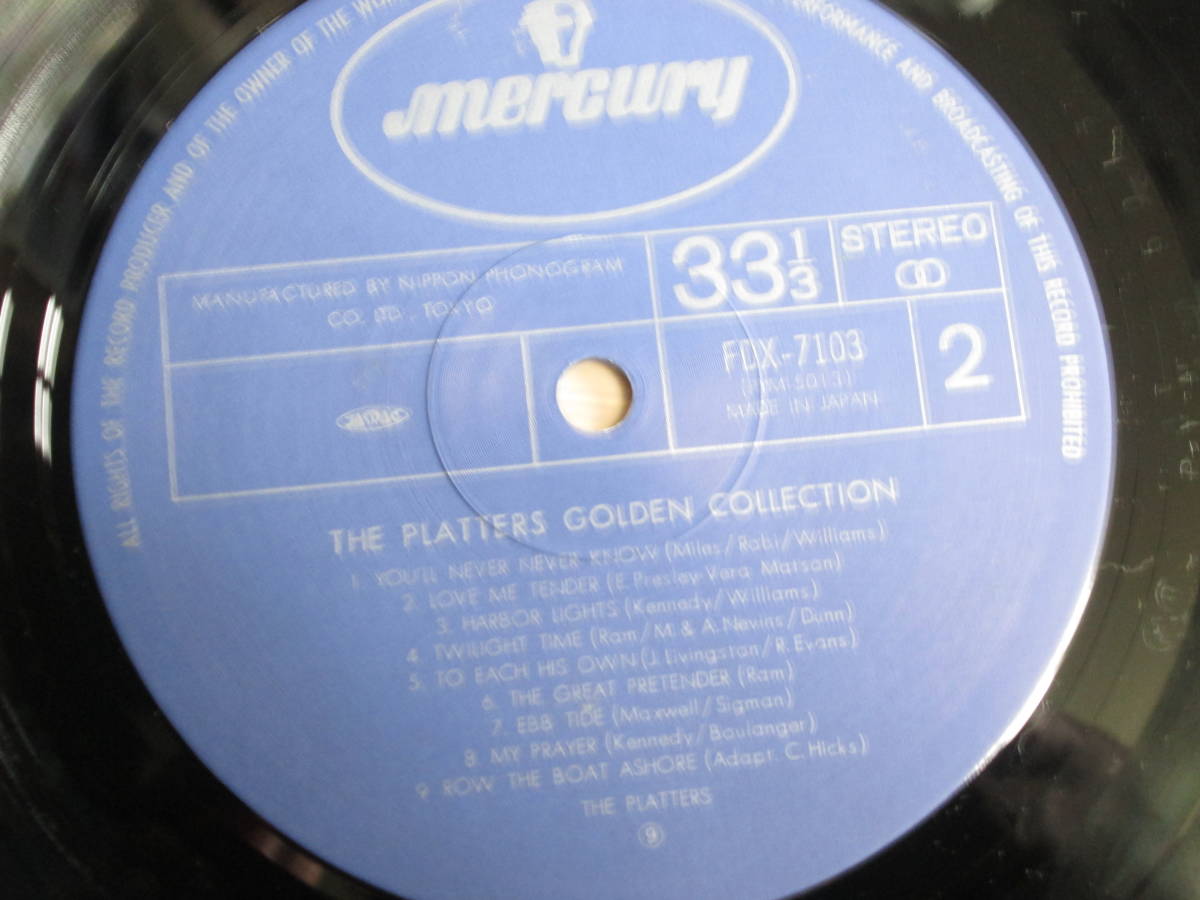 ALL RIGHTS OF THE RECORD PRODUCER AND OF THE OWNER OF THE
PERFORMANCE AND BROADCASTING OF THIS RECORD PROHIBITED
mercury
MANUFACTURED BY NIPPON PHONOGRAM
CO. LTD., TOKYO
33 1/3
STEREO
FDX-7103
MADE IN JAPAN
2
THE PLATTERS GOLDEN COLLECTION
1. YOU'LL NEVER NEVER KNOW (Miles/Robi/Williams)
2. LOVE ME TENDER (E. Presley-Vera Matson)
3. HARBOR LIGHTS (Kennedy/Williams)
4. TWILIGHT TIME (Ram/M. & A. Nevins/Dunn)
5. TO EACH HIS OWN (J. Livingston/R. Evans)
6. THE GREAT PRETENDER (Ram)
7. EBB TIDE (Maxwell/Sigman)
8. MY PRAYER (Kennedy/Boulanger)
9. ROW THE BOAT ASHORE (Adapt. C. Hicks)
THE PLATTERS
⑨